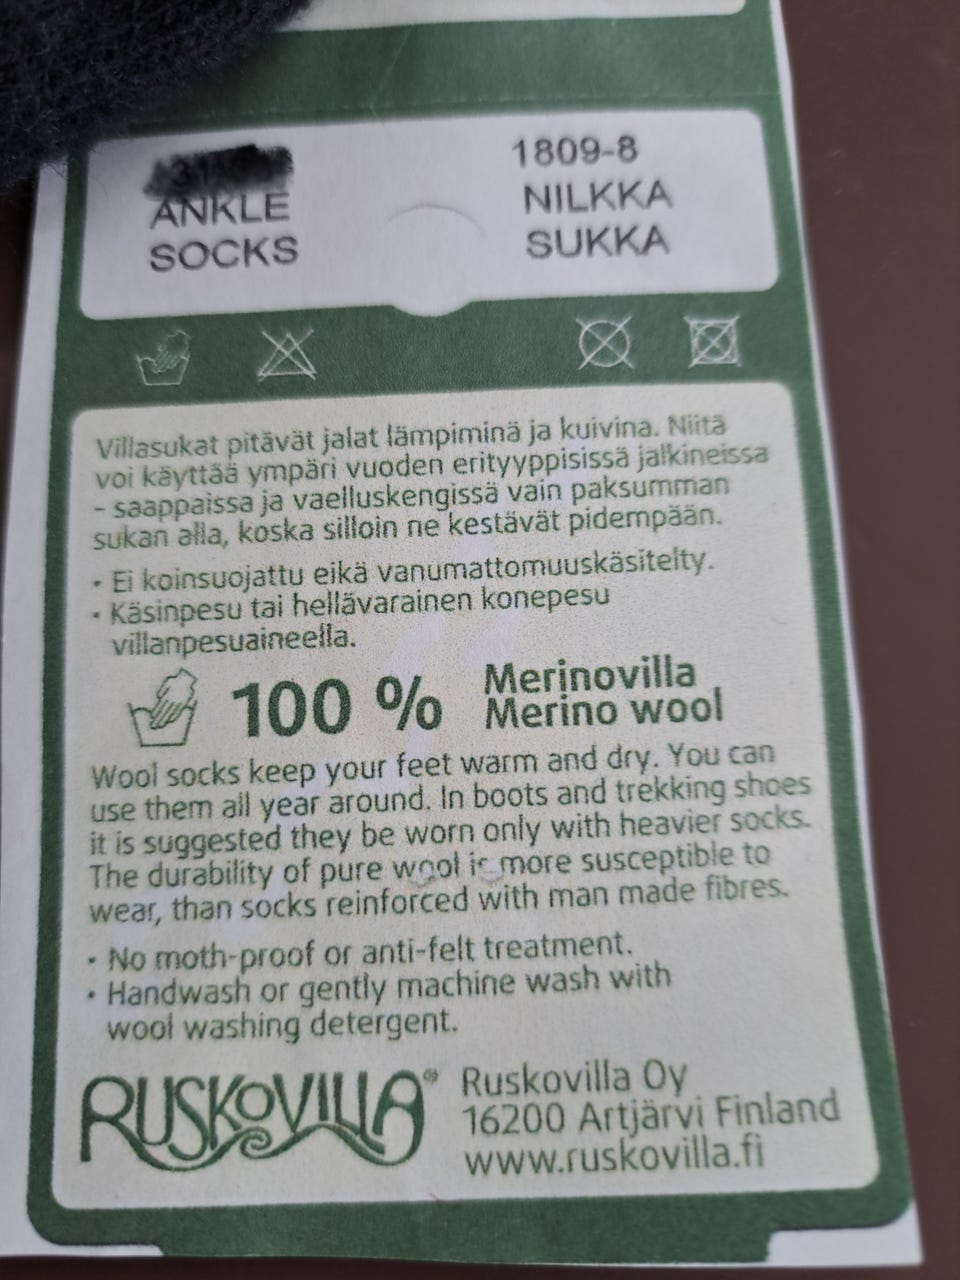 ANKLE
SOCKS
1809-8
NILKKA
SUKKA
Villasukat pitävät jalat lämpiminä ja kuivina. Niitä
voi käyttää ympäri vuoden erityyppisissä jalkineissa
- saappaissa ja vaelluskengissä vain paksumman
sukan alla, koska silloin ne kestävät pidempään.
• Ei koinsuojattu eikä vanumattomuuskäsitelty.
• Käsinpesu tai hellävarainen konepesu
villanpesuaineella.
100 %
Merinovilla
Merino wool
Wool socks keep your feet warm and dry. You can
use them all year around. In boots and trekking shoes
it is suggested they be worn only with heavier socks.
The durability of pure wool is more susceptible to
wear, than socks reinforced with man made fibres.
• No moth-proof or anti-felt treatment.
• Handwash or gently machine wash with
wool washing detergent.
RUSKOVILLA®
Ruskovilla Oy
16200 Artjärvi Finland
www.ruskovilla.fi